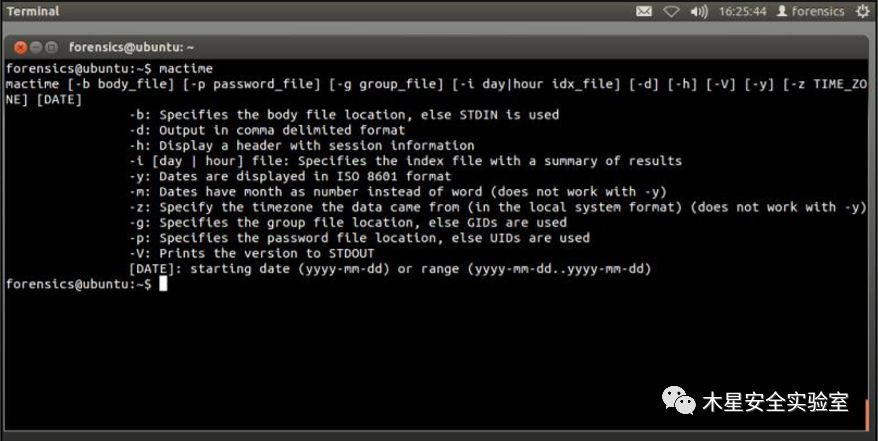 Terminal 16:25:44 forensics
forensics@ubuntu: ~
forensics@ubuntu:~$ mactime
mactime [-b body_file] [-p password_file] [-g group_file] [-i day|hour idx_file] [-d] [-h] [-V] [-y] [-z TIME_ZO
NE] [DATE]
-b: Specifies the body file location, else STDIN is used
-d: Output in comma delimited format
-h: Display a header with session information
-i [day | hour] file: Specifies the index file with a summary of results
-y: Dates are displayed in ISO 8601 format
-m: Dates have month as number instead of word (does not work with -y)
-z: Specify the timezone the data came from (in the local system format) (does not work with -y)
-g: Specifies the group file location, else GIDs are used
-p: Specifies the password file location, else UIDs are used
-V: Prints the version to STDOUT
[DATE]: starting date (yyyy-mm-dd) or range (yyyy-mm-dd..yyyy-mm-dd)
forensics@ubuntu:~$
木星安全实验室